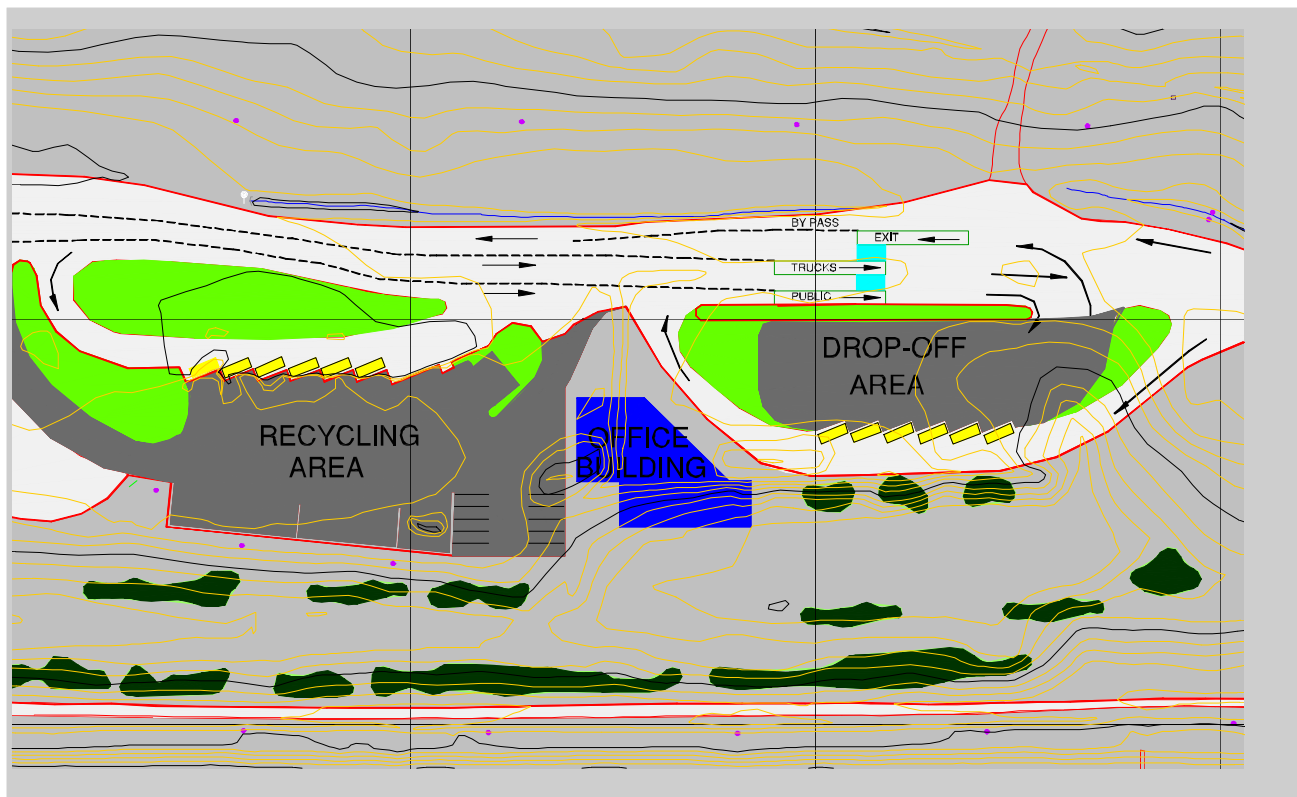 BY PASS
EXIT
TRUCKS
PUBLIC
DROP-OFF
AREA
RECYCLING
AREA
OFFICE
BUILDING